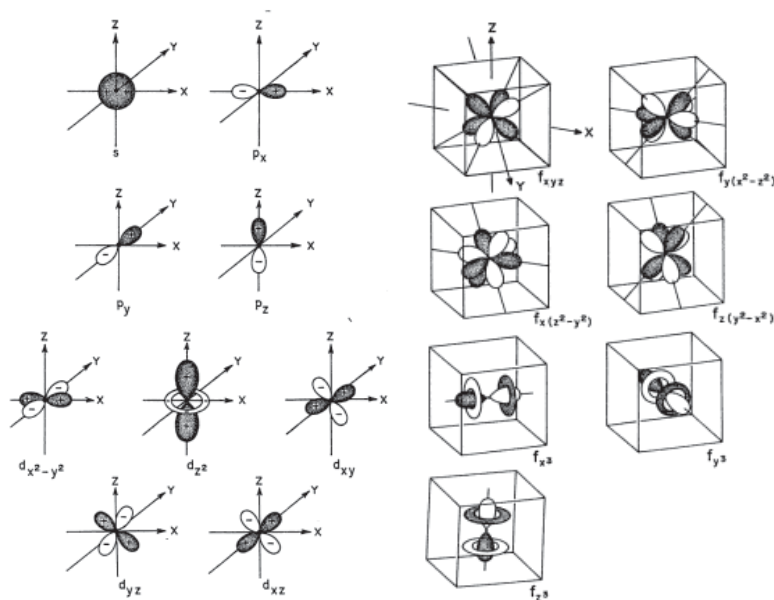 Z
Y
X
s
Z
Y
X
−
+
px
Z
X
Y
fxyz
fy(x²−z²)
Z
Y
X
+
−
py
Z
Y
X
+
−
pz
fx(z²−y²)
fz(y²−x²)
Z
Y
X
−
+
+
−
dx²−y²
Z
Y
X
dz²
Z
Y
X
−
+
+
−
dxy
fx³
fy³
Z
Y
X
+
−
−
+
dyz
Z
Y
X
−
+
+
−
dxz
fz³